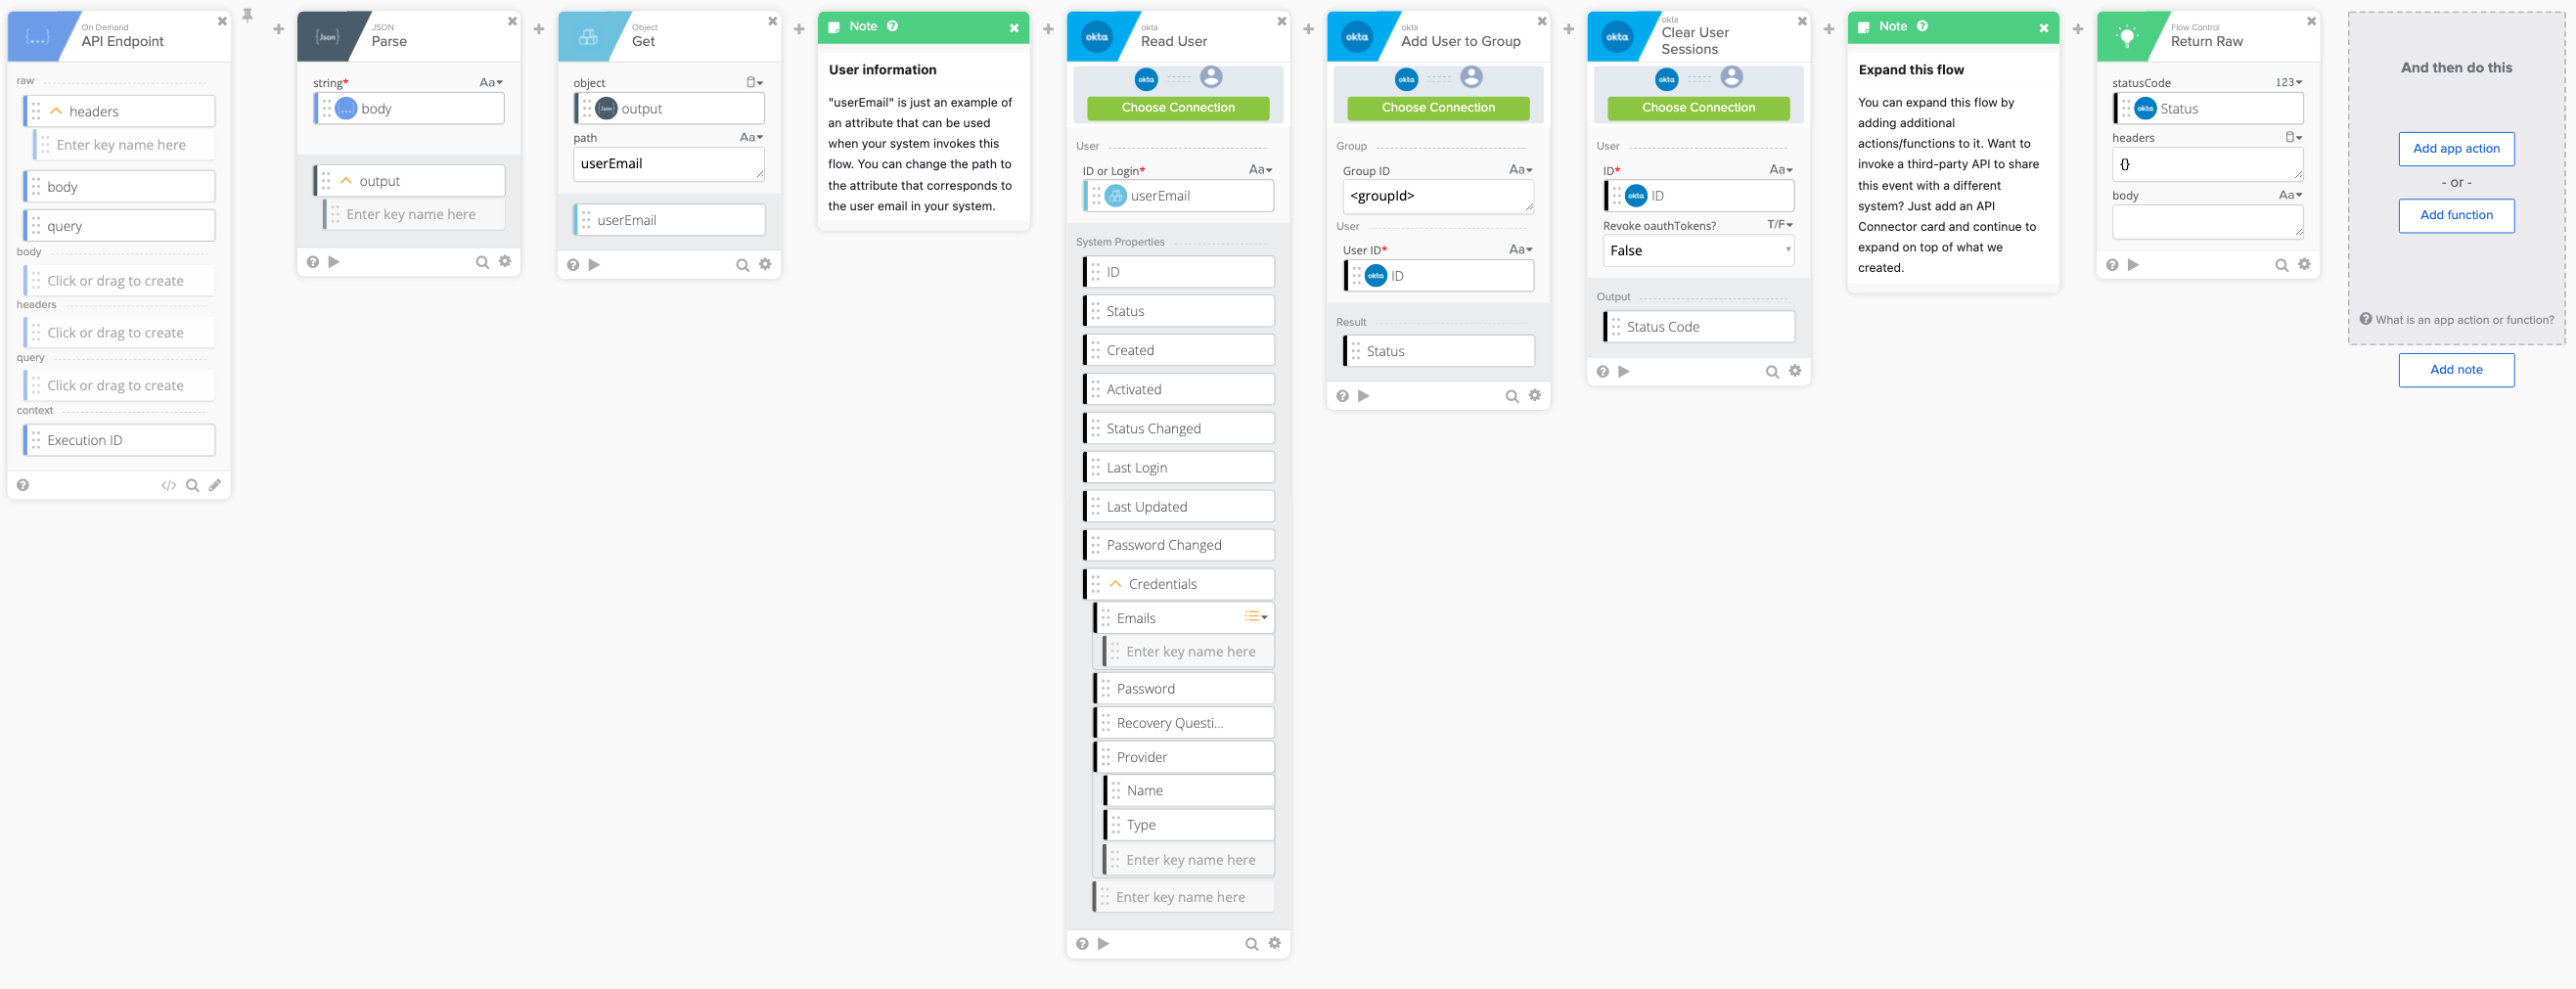 On Demand
API Endpoint
raw
headers
Enter key name here
body
query
body
Click or drag to create
headers
Click or drag to create
query
Click or drag to create
context
Execution ID
{Json}
JSON
Parse
string*
Aa
body
output
Enter key name here
Object
Get
object
output
path
Aa
userEmail
userEmail
Note
User information
"userEmail" is just an example of
an attribute that can be used
when your system invokes this
flow. You can change the path to
the attribute that corresponds to
the user email in your system.
okta
okta
Read User
okta
Choose Connection
User
ID or Login*
Aa
userEmail
System Properties
ID
Status
Created
Activated
Status Changed
Last Login
Last Updated
Password Changed
Credentials
Emails
Enter key name here
Password
Recovery Questi...
Provider
Name
Type
Enter key name here
Enter key name here
okta
okta
Add User to Group
okta
Choose Connection
Group
Group ID
Aa
<groupId>
User
User ID*
Aa
okta
ID
Result
Status
okta
okta
Clear User
Sessions
okta
Choose Connection
User
ID*
Aa
okta
ID
Revoke oauthTokens?
T/F
False
Output
Status Code
Note
Expand this flow
You can expand this flow by
adding additional
actions/functions to it. Want to
invoke a third-party API to share
this event with a different
system? Just add an API
Connector card and continue to
expand on top of what we
created.
Flow Control
Return Raw
statusCode
123
okta
Status
headers
{}
body
Aa
And then do this
Add app action
- or -
Add function
What is an app action or function?
Add note